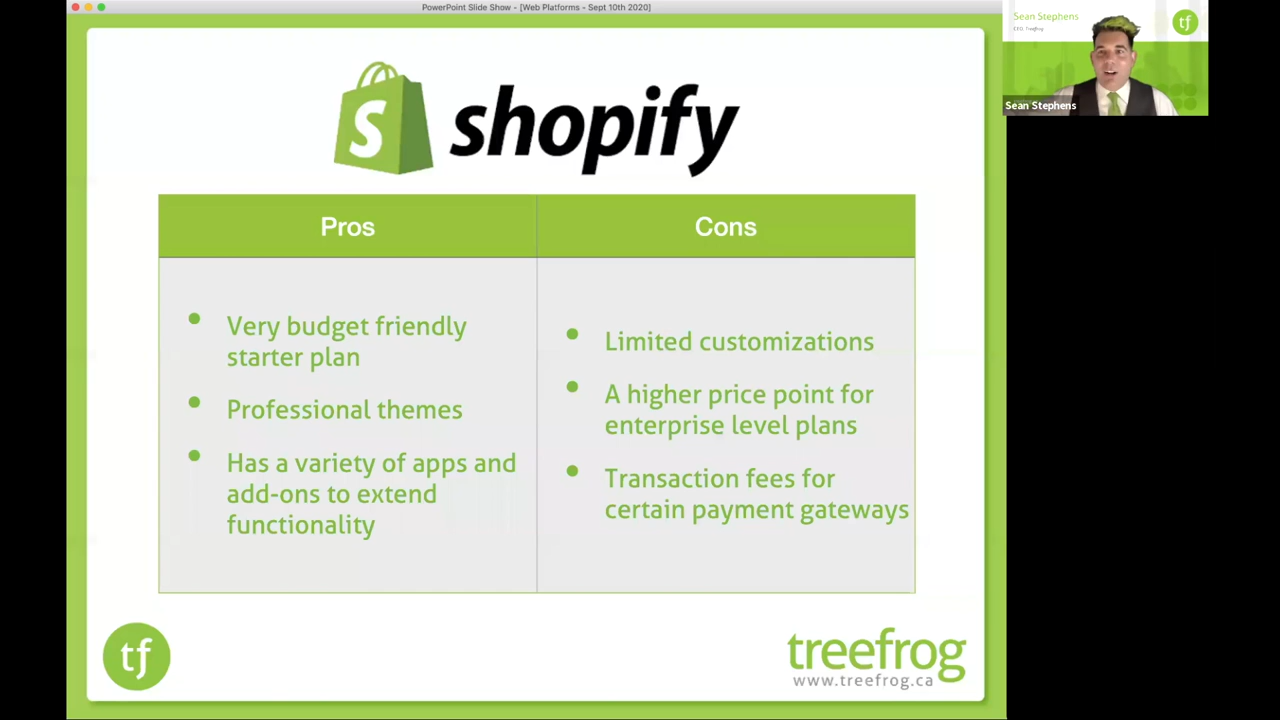 PowerPoint Slide Show - [Web Platforms - Sept 10th 2020]
Sean Stephens
CEO, Treefrog
tf
Sean Stephens
S shopify
Pros
Cons
Very budget friendly
starter plan
Professional themes
Has a variety of apps and
add-ons to extend
functionality
Limited customizations
A higher price point for
enterprise level plans
Transaction fees for
certain payment gateways
tf
treefrog
www.treefrog.ca